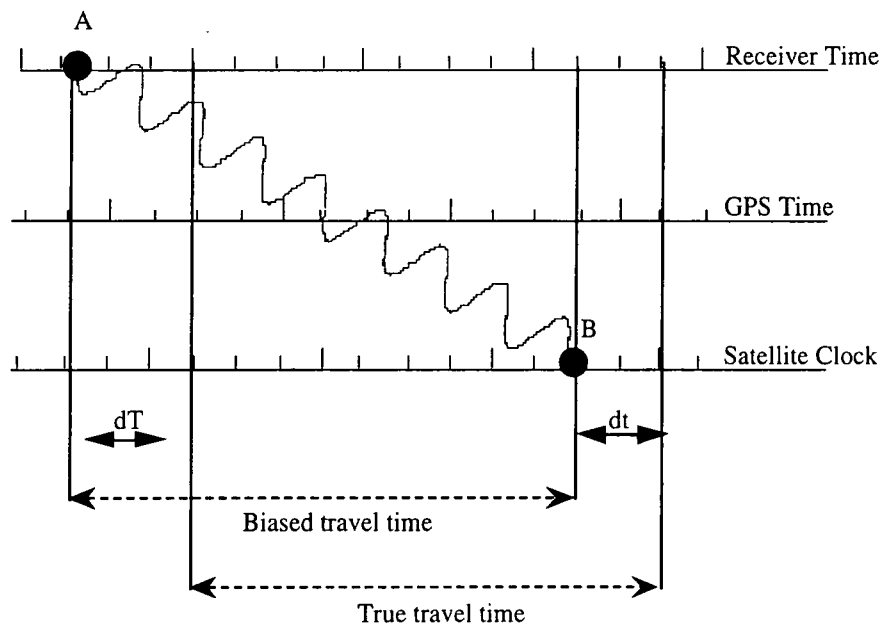 A
Receiver Time
GPS Time
B
Satellite Clock
dT
dt
Biased travel time
True travel time